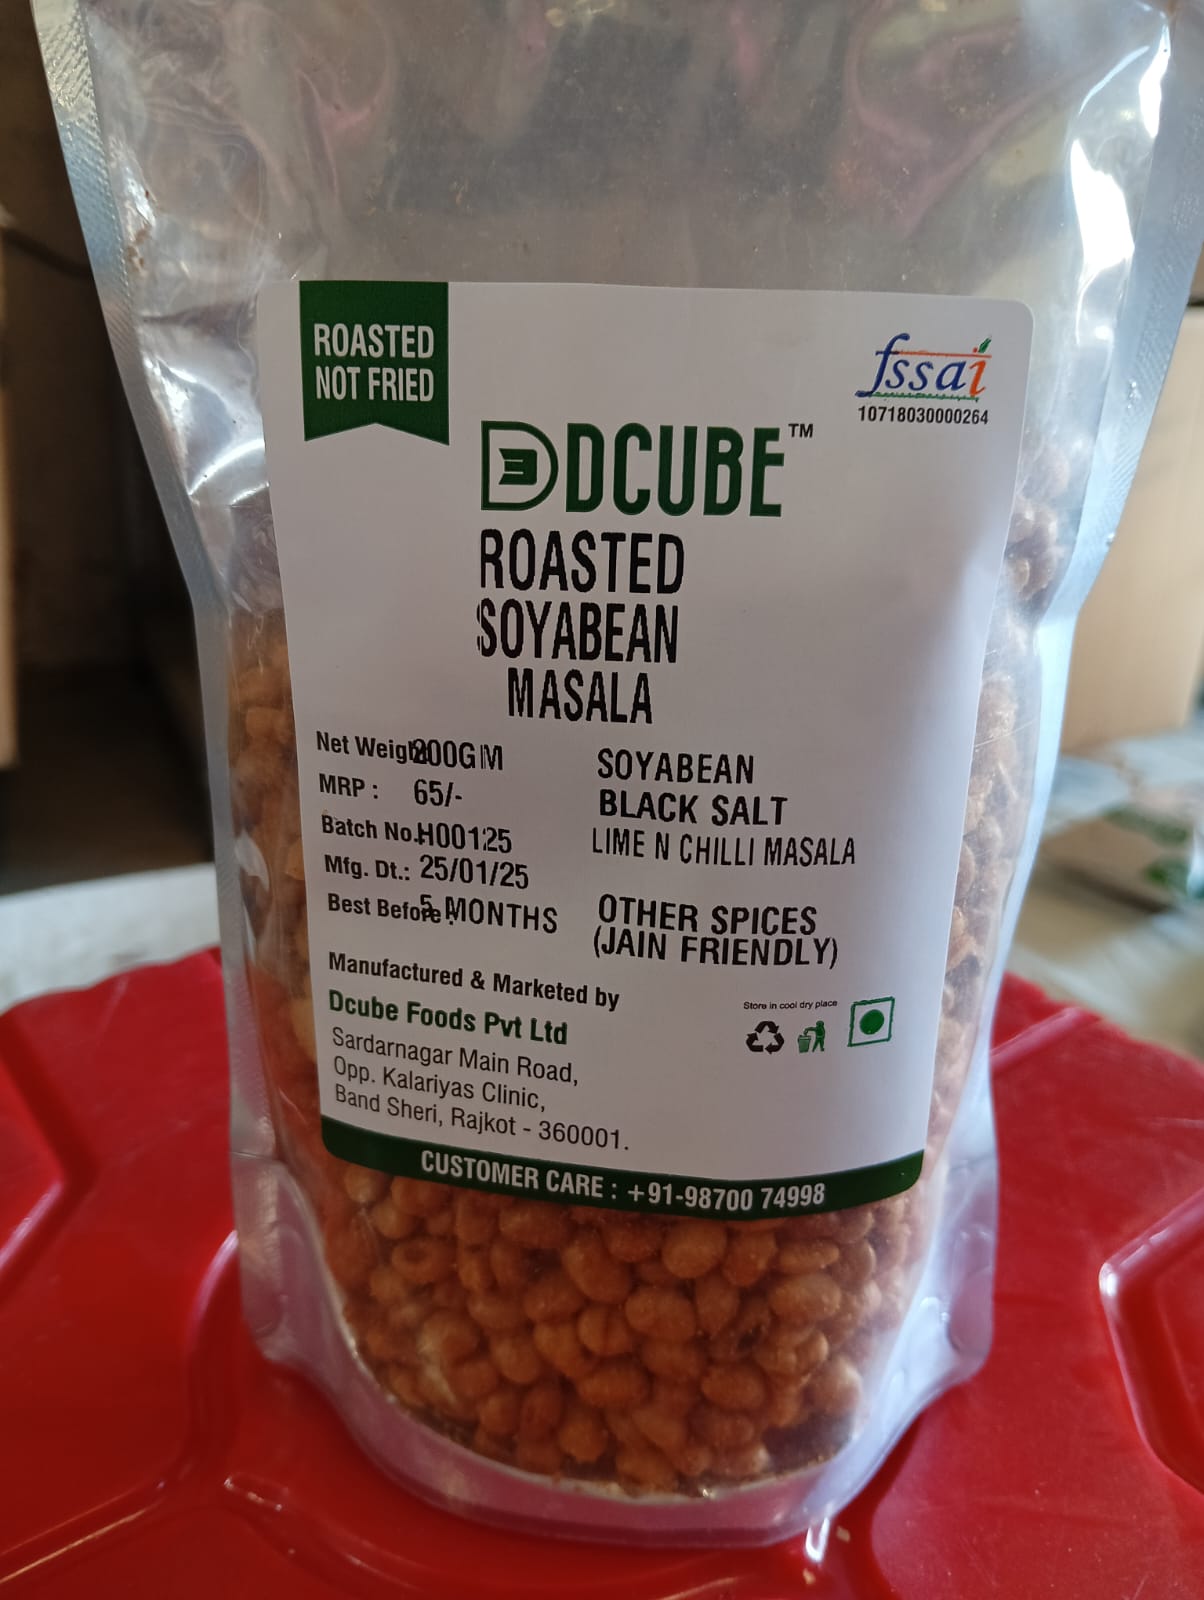 ROASTED
NOT FRIED
fssai
10718030000264
DCUBE™
ROASTED
SOYABEAN
MASALA
Net Weight 200GM
MRP : 65/-
Batch No.: H00125
Mfg. Dt.: 25/01/25
Best Before : 5 MONTHS
SOYABEAN
BLACK SALT
LIME N CHILLI MASALA
OTHER SPICES
(JAIN FRIENDLY)
Manufactured & Marketed by
Dcube Foods Pvt Ltd
Sardarnagar Main Road,
Opp. Kalariyas Clinic,
Band Sheri, Rajkot - 360001.
Store in cool dry place
CUSTOMER CARE : +91-98700 74998